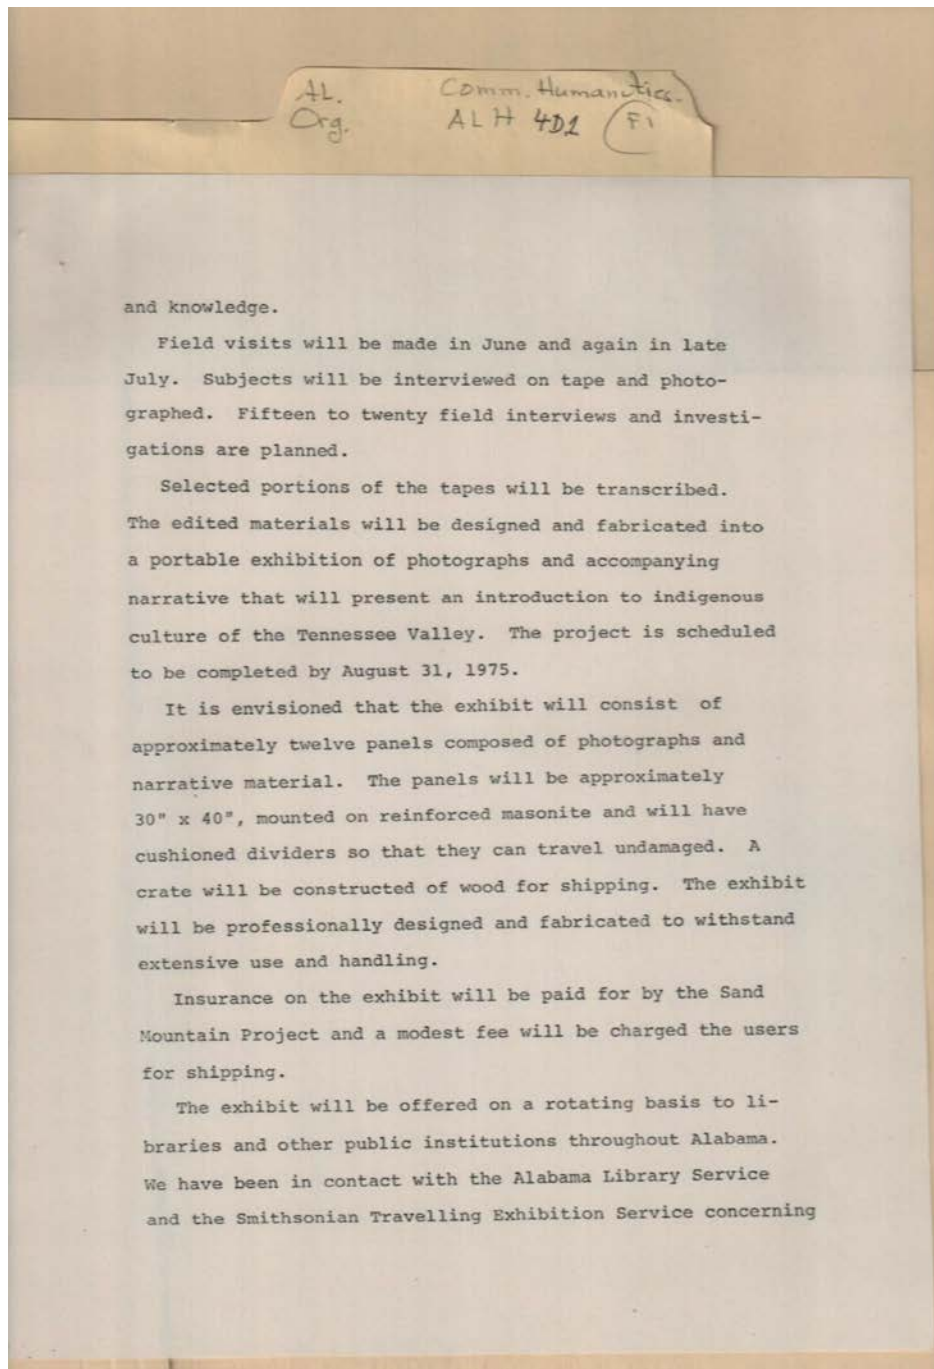 AL. Comm. Humanities.
Org. ALH 4D1 F1
and knowledge.
Field visits will be made in June and again in late
July. Subjects will be interviewed on tape and photo-
graphed. Fifteen to twenty field interviews and investi-
gations are planned.
Selected portions of the tapes will be transcribed.
The edited materials will be designed and fabricated into
a portable exhibition of photographs and accompanying
narrative that will present an introduction to indigenous
culture of the Tennessee Valley. The project is scheduled
to be completed by August 31, 1975.
It is envisioned that the exhibit will consist of
approximately twelve panels composed of photographs and
narrative material. The panels will be approximately
30" x 40", mounted on reinforced masonite and will have
cushioned dividers so that they can travel undamaged. A
crate will be constructed of wood for shipping. The exhibit
will be professionally designed and fabricated to withstand
extensive use and handling.
Insurance on the exhibit will be paid for by the Sand
Mountain Project and a modest fee will be charged the users
for shipping.
The exhibit will be offered on a rotating basis to li-
braries and other public institutions throughout Alabama.
We have been in contact with the Alabama Library Service
and the Smithsonian Travelling Exhibition Service concerning